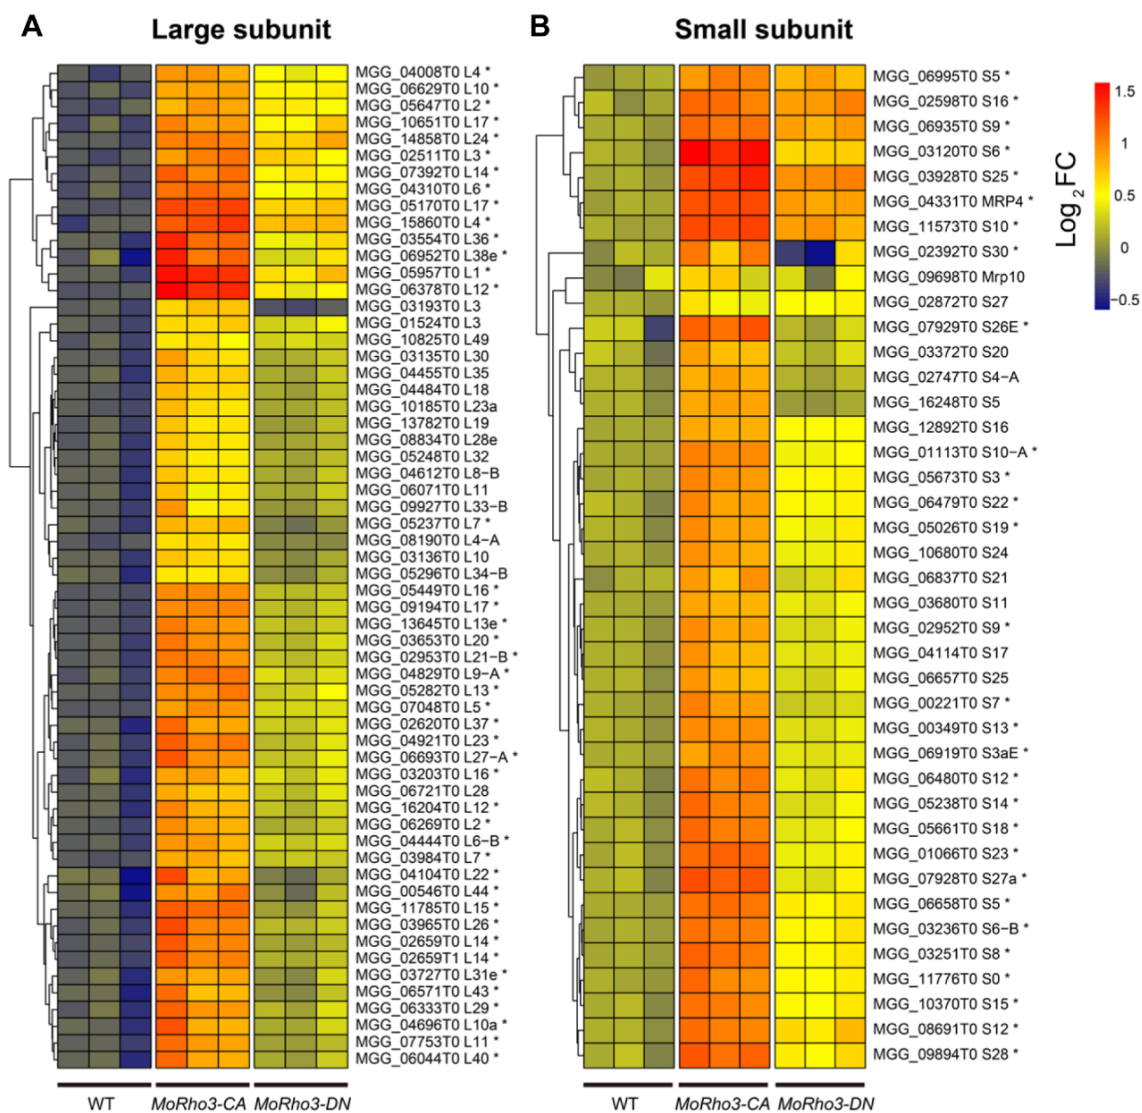 A
Large subunit
MGG_04008T0 L4 *
MGG_06629T0 L10 *
MGG_05647T0 L2 *
MGG_10651T0 L17 *
MGG_14858T0 L24 *
MGG_02511T0 L3 *
MGG_07392T0 L14 *
MGG_04310T0 L6 *
MGG_05170T0 L17 *
MGG_15860T0 L4 *
MGG_03554T0 L36 *
MGG_06952T0 L38e *
MGG_05957T0 L1 *
MGG_06378T0 L12 *
MGG_03193T0 L3
MGG_01524T0 L3
MGG_10825T0 L49
MGG_03135T0 L30
MGG_04455T0 L35
MGG_04484T0 L18
MGG_10185T0 L23a
MGG_13782T0 L19
MGG_08834T0 L28e
MGG_05248T0 L32
MGG_04612T0 L8−B
MGG_06071T0 L11
MGG_09927T0 L33−B
MGG_05237T0 L7 *
MGG_08190T0 L4−A
MGG_03136T0 L10
MGG_05296T0 L34−B
MGG_05449T0 L16 *
MGG_09194T0 L17 *
MGG_13645T0 L13e *
MGG_03653T0 L20 *
MGG_02953T0 L21−B *
MGG_04829T0 L9−A *
MGG_05282T0 L13 *
MGG_07048T0 L5 *
MGG_02620T0 L37 *
MGG_04921T0 L23 *
MGG_06693T0 L27−A *
MGG_03203T0 L16 *
MGG_06721T0 L28
MGG_16204T0 L12 *
MGG_06269T0 L2 *
MGG_04444T0 L6−B *
MGG_03984T0 L7 *
MGG_04104T0 L22 *
MGG_00546T0 L44 *
MGG_11785T0 L15 *
MGG_03965T0 L26 *
MGG_02659T0 L14 *
MGG_02659T1 L14 *
MGG_03727T0 L31e *
MGG_06571T0 L43 *
MGG_06333T0 L29 *
MGG_04696T0 L10a *
MGG_07753T0 L11 *
MGG_06044T0 L40 *
WT
MoRho3-CA
MoRho3-DN
B
Small subunit
MGG_06995T0 S5 *
MGG_02598T0 S16 *
MGG_06935T0 S9 *
MGG_03120T0 S6 *
MGG_03928T0 S25 *
MGG_04331T0 MRP4 *
MGG_11573T0 S10 *
MGG_02392T0 S30 *
MGG_09698T0 Mrp10
MGG_02872T0 S27
MGG_07929T0 S26E *
MGG_03372T0 S20
MGG_02747T0 S4−A
MGG_16248T0 S5
MGG_12892T0 S16
MGG_01113T0 S10−A *
MGG_05673T0 S3 *
MGG_06479T0 S22 *
MGG_05026T0 S19 *
MGG_10680T0 S24
MGG_06837T0 S21
MGG_03680T0 S11
MGG_02952T0 S9 *
MGG_04114T0 S17
MGG_06657T0 S25
MGG_00221T0 S7 *
MGG_00349T0 S13 *
MGG_06919T0 S3aE *
MGG_06480T0 S12 *
MGG_05238T0 S14 *
MGG_05661T0 S18 *
MGG_01066T0 S23 *
MGG_07928T0 S27a *
MGG_06658T0 S5 *
MGG_03236T0 S6−B *
MGG_03251T0 S8 *
MGG_11776T0 S0 *
MGG_10370T0 S15 *
MGG_08691T0 S12 *
MGG_09894T0 S28 *
WT
MoRho3-CA
MoRho3-DN
Log2FC
1.5
1
0.5
0
−0.5